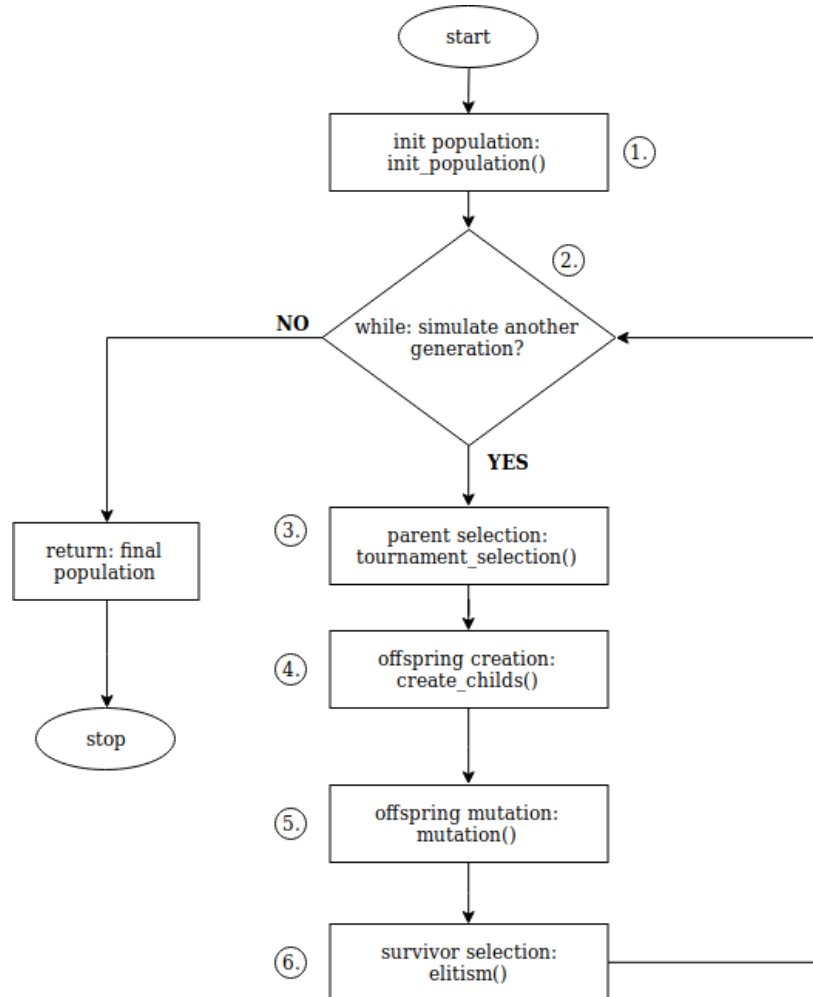 start
init population:
init_population()
1.
2.
while: simulate another
generation?
NO
YES
3.
parent selection:
tournament_selection()
return: final
population
4.
offspring creation:
create_childs()
stop
5.
offspring mutation:
mutation()
6.
survivor selection:
elitism()